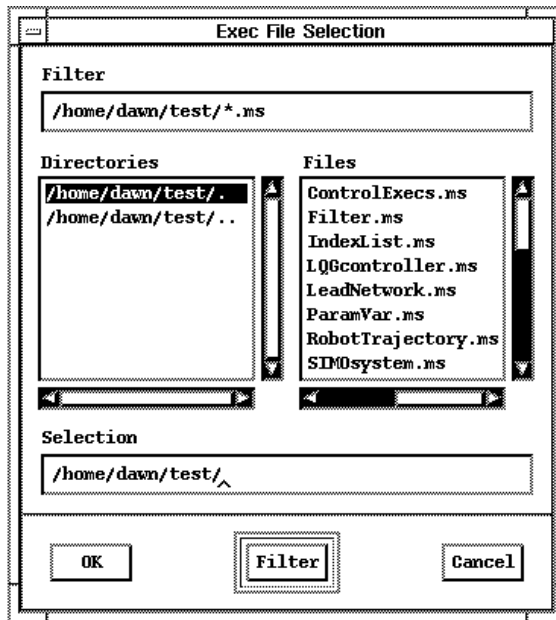 Exec File Selection
Filter
/home/dawn/test/*.ms
Directories
/home/dawn/test/.
/home/dawn/test/..
Files
ControlExecs.ms
Filter.ms
IndexList.ms
LQGcontroller.ms
LeadNetwork.ms
ParamVar.ms
RobotTrajectory.ms
SIMOsystem.ms
Selection
/home/dawn/test/
OK
Filter
Cancel